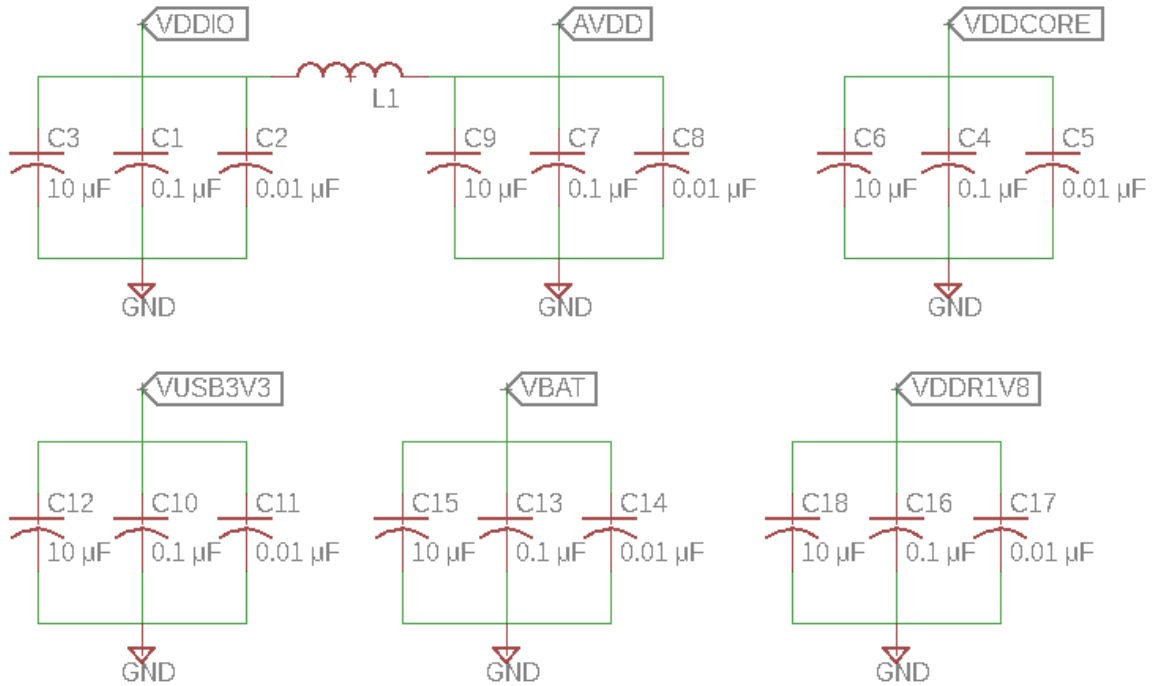 VDDIO
AVDD
VDDCORE
L1
C3
C1
C2
C9
C7
C8
C6
C4
C5
10 µF
0.1 µF
0.01 µF
10 µF
0.1 µF
0.01 µF
10 µF
0.1 µF
0.01 µF
GND
GND
GND
VUSB3V3
VBAT
VDDR1V8
C12
C10
C11
C15
C13
C14
C18
C16
C17
10 µF
0.1 µF
0.01 µF
10 µF
0.1 µF
0.01 µF
10 µF
0.1 µF
0.01 µF
GND
GND
GND